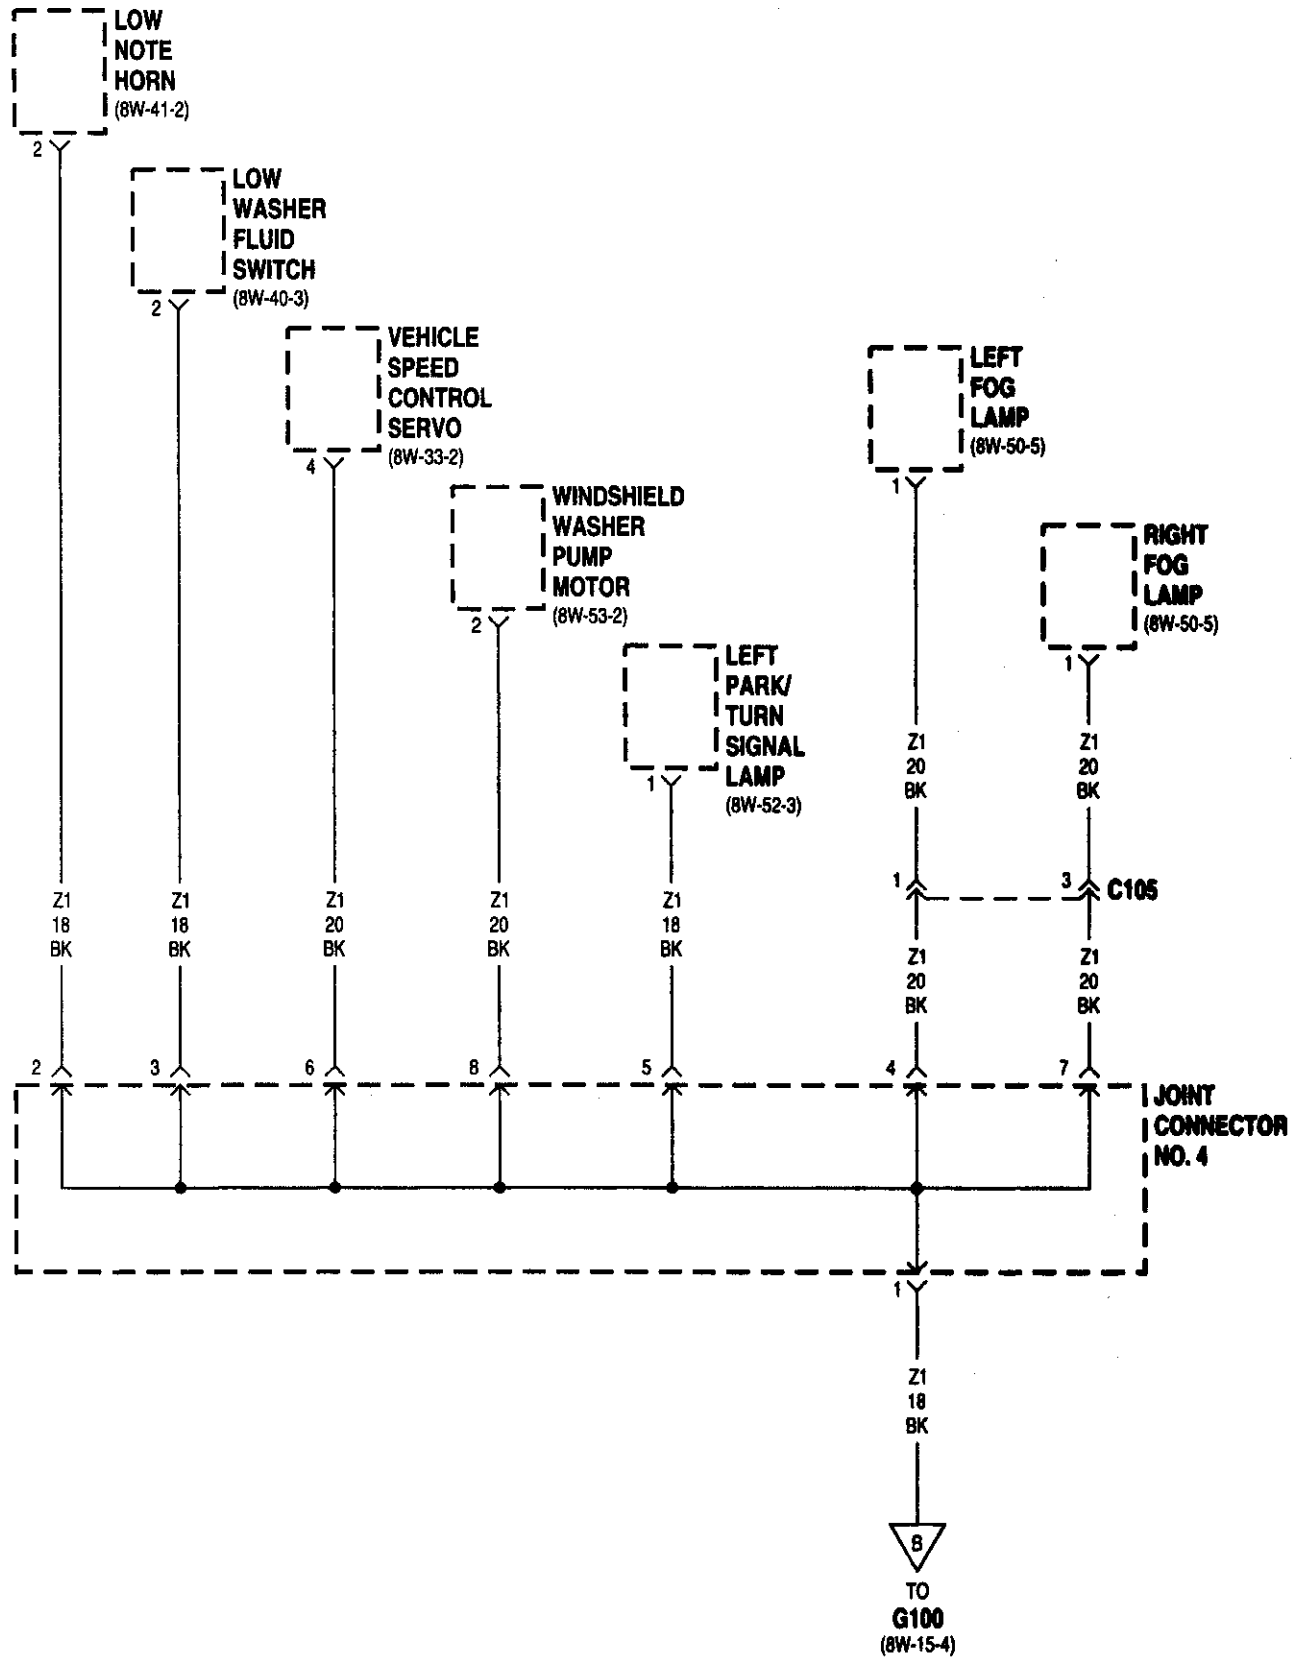 LOW
NOTE
HORN
(8W-41-2)
2
LOW
WASHER
FLUID
SWITCH
(8W-40-3)
2
VEHICLE
SPEED
CONTROL
SERVO
(8W-33-2)
4
WINDSHIELD
WASHER
PUMP
MOTOR
(8W-53-2)
2
LEFT
PARK/
TURN
SIGNAL
LAMP
(8W-52-3)
1
LEFT
FOG
LAMP
(8W-50-5)
1
RIGHT
FOG
LAMP
(8W-50-5)
1
Z1
20
BK
Z1
20
BK
1
3
C105
Z1
18
BK
Z1
18
BK
Z1
20
BK
Z1
20
BK
Z1
18
BK
Z1
20
BK
Z1
20
BK
2
3
6
8
5
4
7
JOINT
CONNECTOR
NO. 4
1
Z1
18
BK
TO
G100
(8W-15-4)